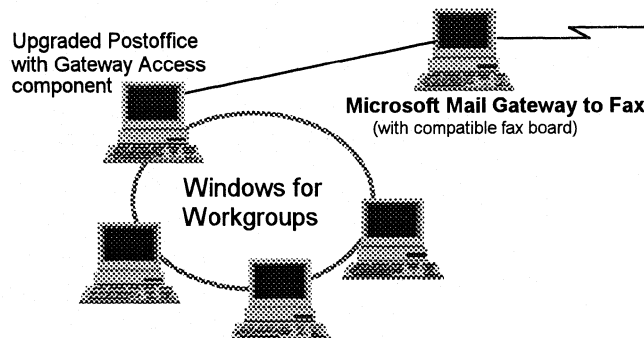 Upgraded Postoffice
with Gateway Access
component
Microsoft Mail Gateway to Fax
(with compatible fax board)
Windows for
Workgroups